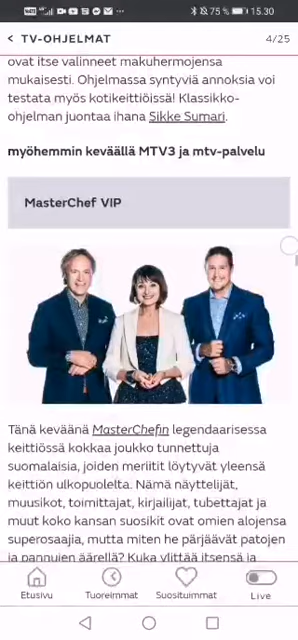 75 % 15.30
< TV-OHJELMAT 4/25
ovat itse valinneet makuhermojensa
mukaisesti. Ohjelmassa syntyviä annoksia voi
testata myös kotikeittiöissä! Klassikko-
ohjelman juontaa ihana Sikke Sumari.
myöhemmin keväällä MTV3 ja mtv-palvelu
MasterChef VIP
Tänä keväänä MasterChefin legendaarisessa
keittiössä kokkaa joukko tunnettuja
suomalaisia, joiden meriitit löytyvät yleensä
keittiön ulkopuolelta. Nämä näyttelijät,
muusikot, toimittajat, kirjailijat, tubettajat ja
muut koko kansan suosikit ovat omien alojensa
superosaajia, mutta miten he pärjäävät patojen
ja pannujen äärellä? Kuka ylittää itsensä ja
Etusivu Tuoreimmat Suosituimmat Live